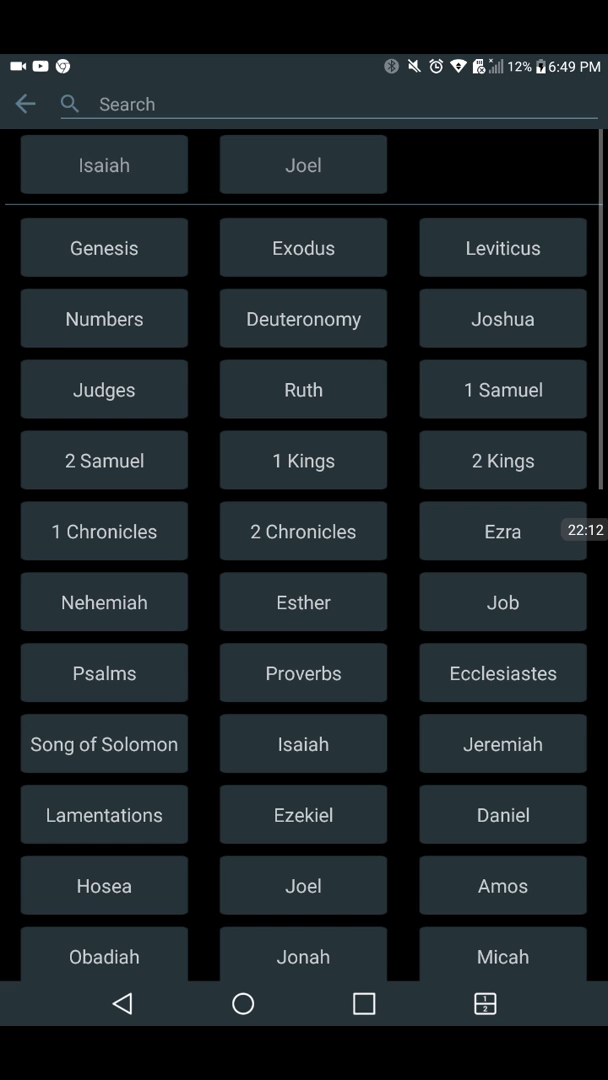 12% 6:49 PM
Search
Isaiah Joel
Genesis Exodus Leviticus
Numbers Deuteronomy Joshua
Judges Ruth 1 Samuel
2 Samuel 1 Kings 2 Kings
1 Chronicles 2 Chronicles Ezra 22:12
Nehemiah Esther Job
Psalms Proverbs Ecclesiastes
Song of Solomon Isaiah Jeremiah
Lamentations Ezekiel Daniel
Hosea Joel Amos
Obadiah Jonah Micah
1
2